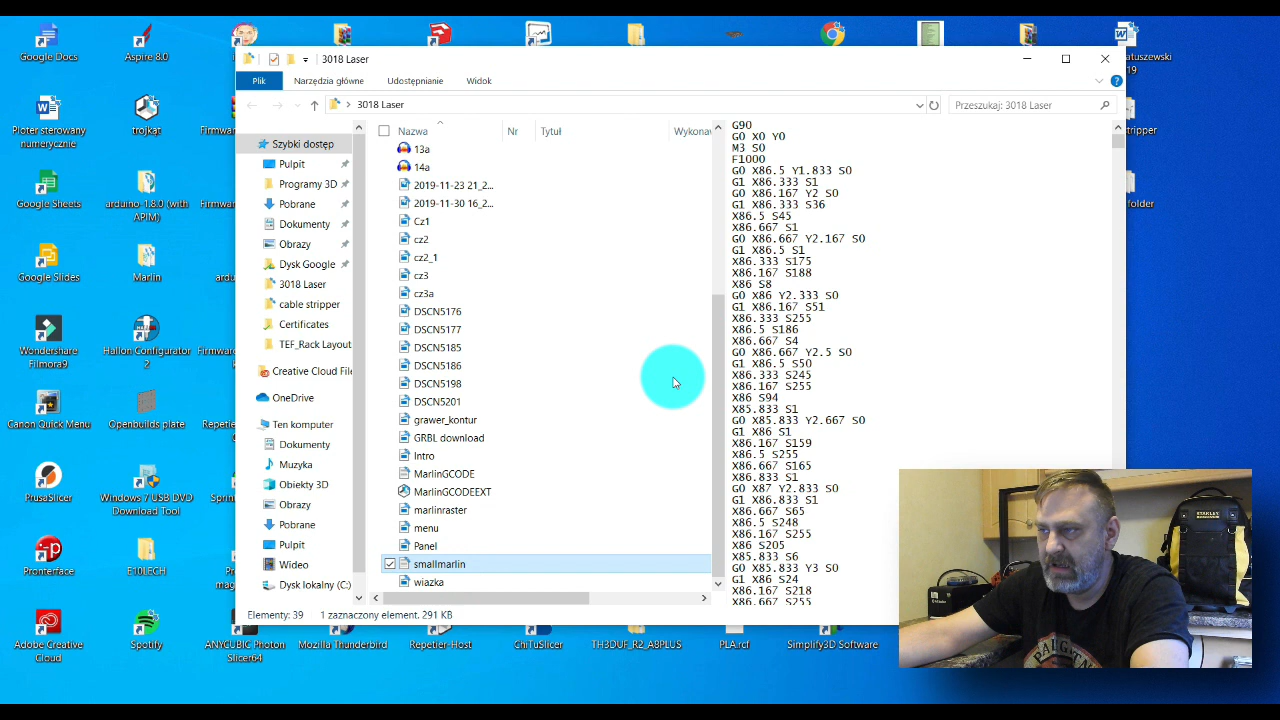 Google Docs
Aspire 8.0
atuszewski
19
3018 Laser
Plik
Narzędzia główne
Udostępnianie
Widok
3018 Laser
Przeszukaj: 3018 Laser
Ploter sterowany
numerycznie
trojkat
Firmwar
tripper
Google Sheets
arduino-1.8.0 (with
APIM)
Firmwar
folder
Google Slides
Marlin
ardu
Wondershare
Filmora9
Hallon Configurator
2
Firmwar
Canon Quick Menu
Openbuilds plate
Repetie
PrusaSlicer
Windows 7 USB DVD
Download Tool
Sprin
Pronterface
E10LECH
Pr
mag
Adobe Creative
Cloud
Spotify
ANYCUBIC Photon
Slicer64
Mozilla Thunderbird
Repetier-Host
ChiTuSlicer
TH3DUF_R2_A8PLUS
PLA.rcf
Simplify3D Software
Szybki dostęp
Pulpit
Programy 3D
Pobrane
Dokumenty
Obrazy
Dysk Google
3018 Laser
cable stripper
Certificates
TEF_Rack Layout
Creative Cloud File
OneDrive
Ten komputer
Dokumenty
Muzyka
Obiekty 3D
Obrazy
Pobrane
Pulpit
Wideo
Dysk lokalny (C:)
Nazwa
Nr
Tytuł
Wykonaw
13a
14a
2019-11-23 21_2...
2019-11-30 16_2...
Cz1
cz2
cz2_1
cz3
cz3a
DSCN5176
DSCN5177
DSCN5185
DSCN5186
DSCN5198
DSCN5201
grawer_kontur
GRBL download
Intro
MarlinGCODE
MarlinGCODEEXT
marlinraster
menu
Panel
smallmarlin
wiazka
G90
G0 X0 Y0
M3 S0
F1000
G0 X86.5 Y1.833 S0
G1 X86.333 S1
G0 X86.167 Y2 S0
G1 X86.333 S36
X86.5 S45
X86.667 S1
G0 X86.667 Y2.167 S0
G1 X86.5 S1
X86.333 S175
X86.167 S188
X86 S8
G0 X86 Y2.333 S0
G1 X86.167 S51
X86.333 S255
X86.5 S186
X86.667 S4
G0 X86.667 Y2.5 S0
G1 X86.5 S50
X86.333 S245
X86.167 S255
X86 S94
X85.833 S1
G0 X85.833 Y2.667 S0
G1 X86 S1
X86.167 S159
X86.5 S255
X86.667 S165
X86.833 S1
G0 X87 Y2.833 S0
G1 X86.833 S1
X86.667 S65
X86.5 S248
X86.167 S255
X86 S205
X85.833 S6
G0 X85.833 Y3 S0
G1 X86 S24
X86.167 S218
X86.667 S255
Elementy: 39
1 zaznaczony element. 291 KB
STANLEY